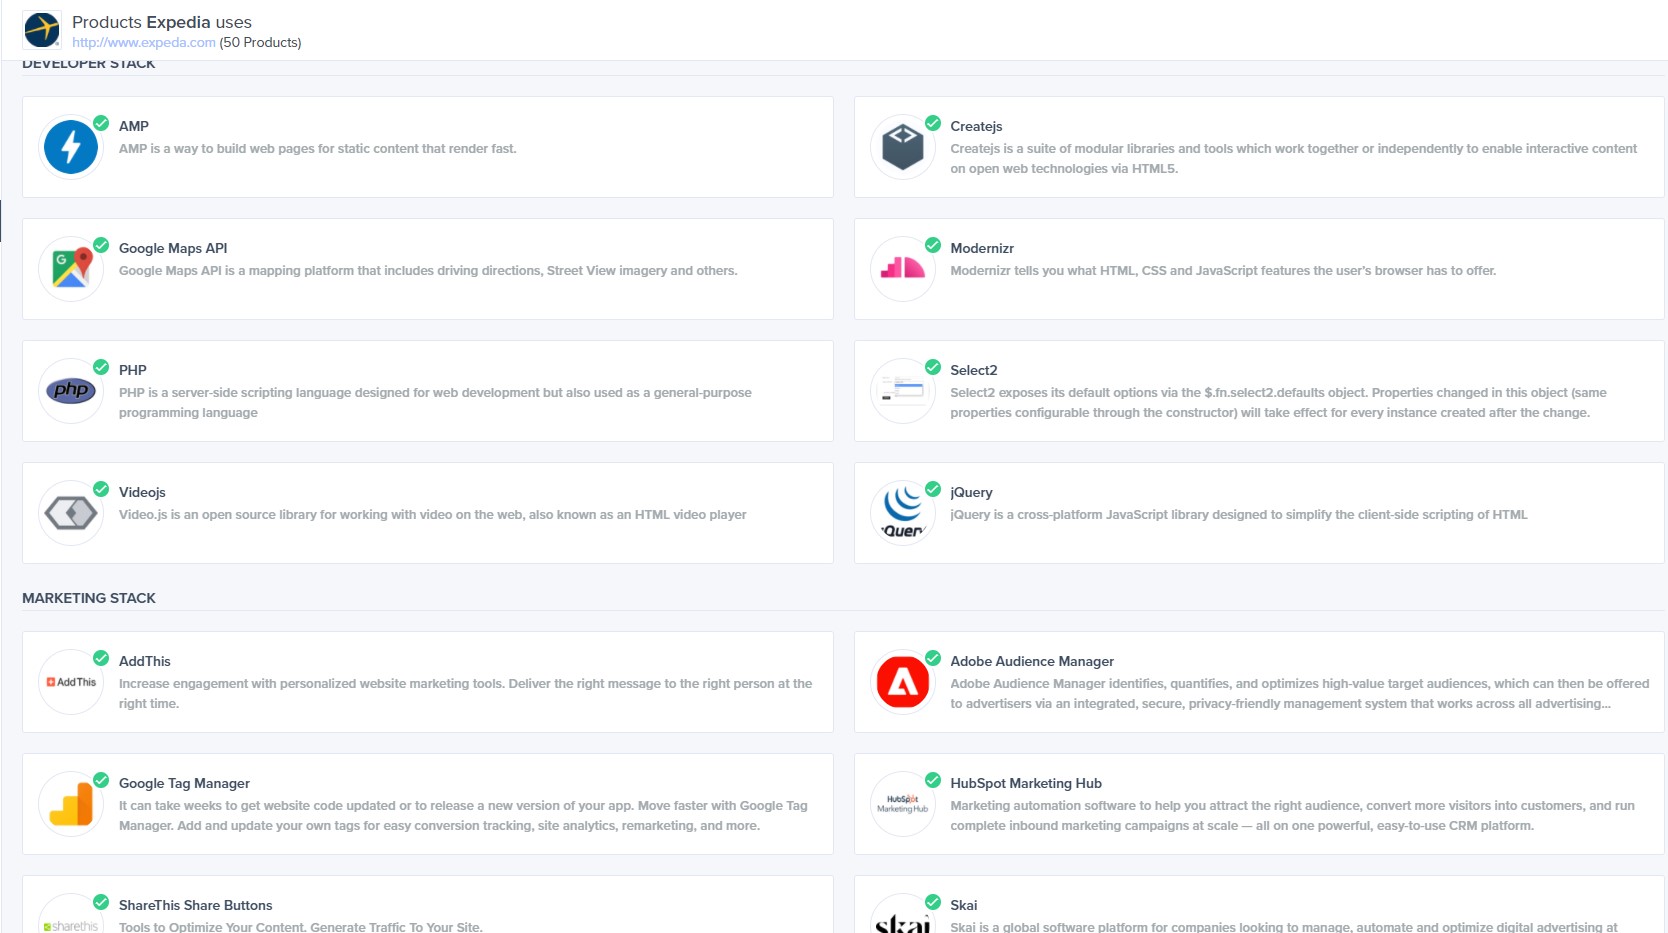 Products Expedia uses
http://www.expeda.com (50 Products)
DEVELOPER STACK
AMP
AMP is a way to build web pages for static content that render fast.
Createjs
Createjs is a suite of modular libraries and tools which work together or independently to enable interactive content
on open web technologies via HTML5.
G
Google Maps API
Google Maps API is a mapping platform that includes driving directions, Street View imagery and others.
Modernizr
Modernizr tells you what HTML, CSS and JavaScript features the user's browser has to offer.
php
PHP
PHP is a server-side scripting language designed for web development but also used as a general-purpose
programming language
Select2
Select2 exposes its default options via the $.fn.select2.defaults object. Properties changed in this object (same
properties configurable through the constructor) will take effect for every instance created after the change.
Videojs
Video.js is an open source library for working with video on the web, also known as an HTML video player
jQuery
jQuery
jQuery is a cross-platform JavaScript library designed to simplify the client-side scripting of HTML
MARKETING STACK
AddThis
AddThis
Increase engagement with personalized website marketing tools. Deliver the right message to the right person at the
right time.
Adobe Audience Manager
Adobe Audience Manager identifies, quantifies, and optimizes high-value target audiences, which can then be offered
to advertisers via an integrated, secure, privacy-friendly management system that works across all advertising...
Google Tag Manager
It can take weeks to get website code updated or to release a new version of your app. Move faster with Google Tag
Manager. Add and update your own tags for easy conversion tracking, site analytics, remarketing, and more.
HubSpot
Marketing Hub
HubSpot Marketing Hub
Marketing automation software to help you attract the right audience, convert more visitors into customers, and run
complete inbound marketing campaigns at scale — all on one powerful, easy-to-use CRM platform.
sharethis
ShareThis Share Buttons
Tools to Optimize Your Content. Generate Traffic To Your Site.
skai
Skai
Skai is a global software platform for companies looking to manage, automate and optimize digital advertising at